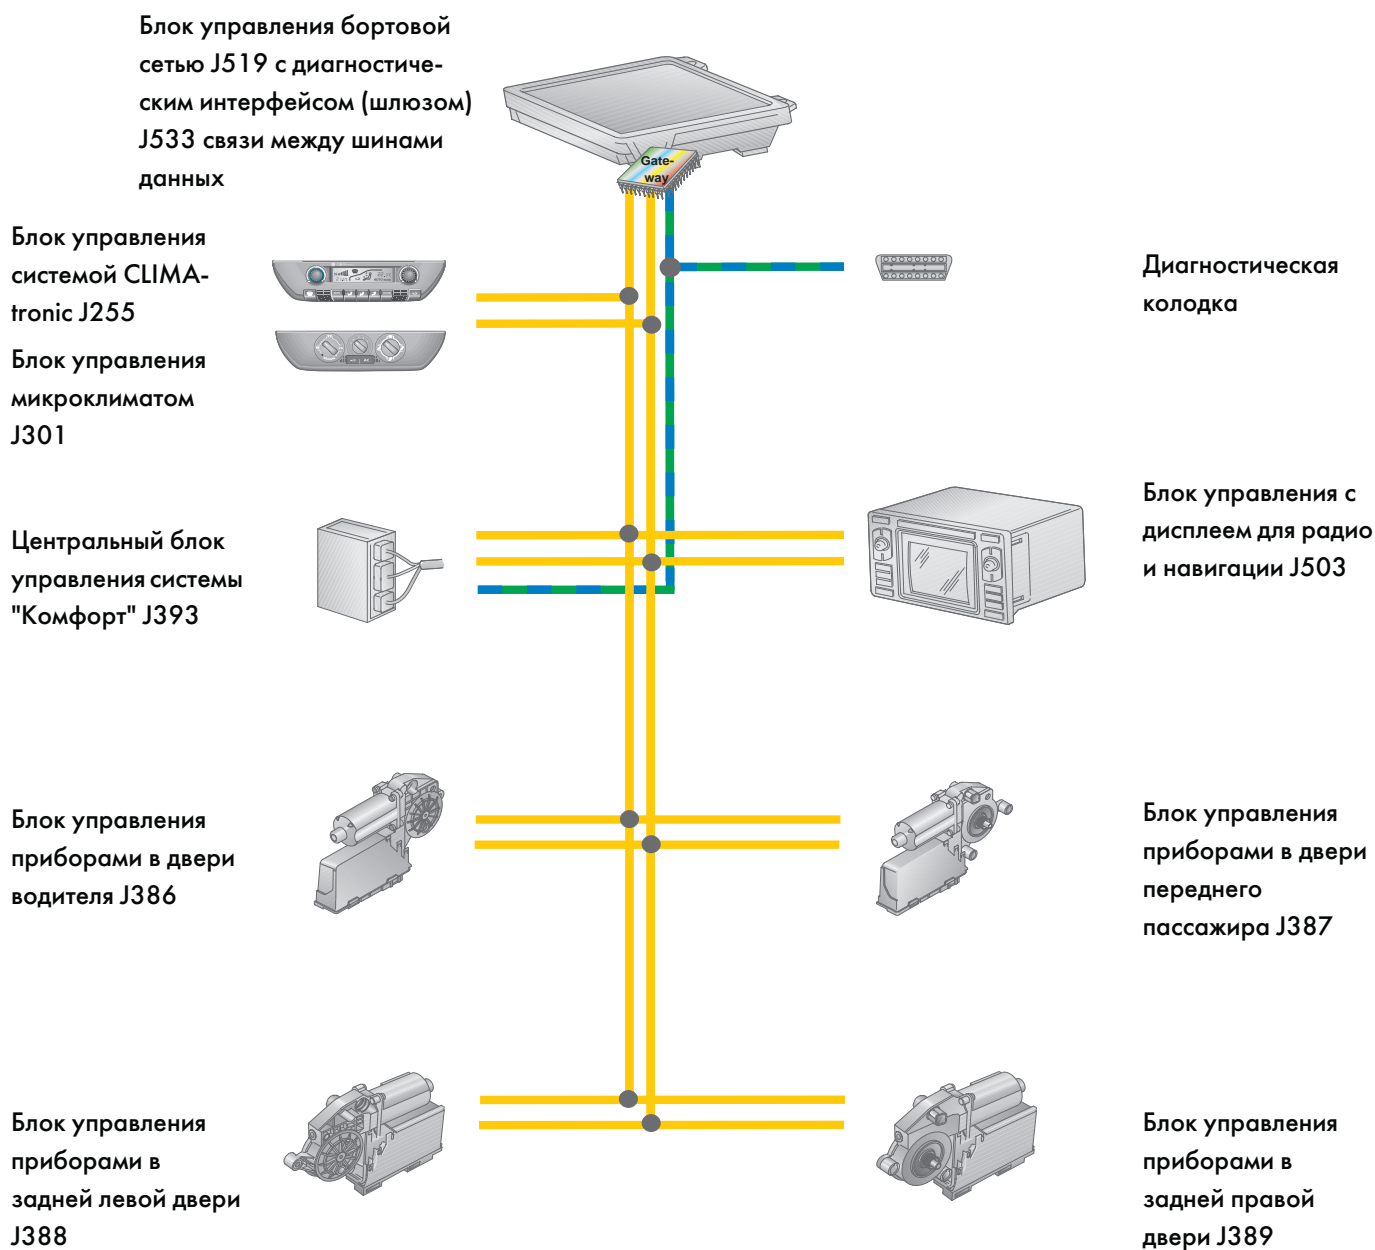 Блок управления бортовой
сетью J519 с диагностиче-
ским интерфейсом (шлюзом)
J533 связи между шинами
данных
Gate-
way
Блок управления
системой CLIMA-
tronic J255
Блок управления
микроклиматом
J301
Диагностическая
колодка
Центральный блок
управления системы
"Комфорт" J393
Блок управления с
дисплеем для радио
и навигации J503
Блок управления
приборами в двери
водителя J386
Блок управления
приборами в двери
переднего
пассажира J387
Блок управления
приборами в
задней левой двери
J388
Блок управления
приборами в
задней правой
двери J389